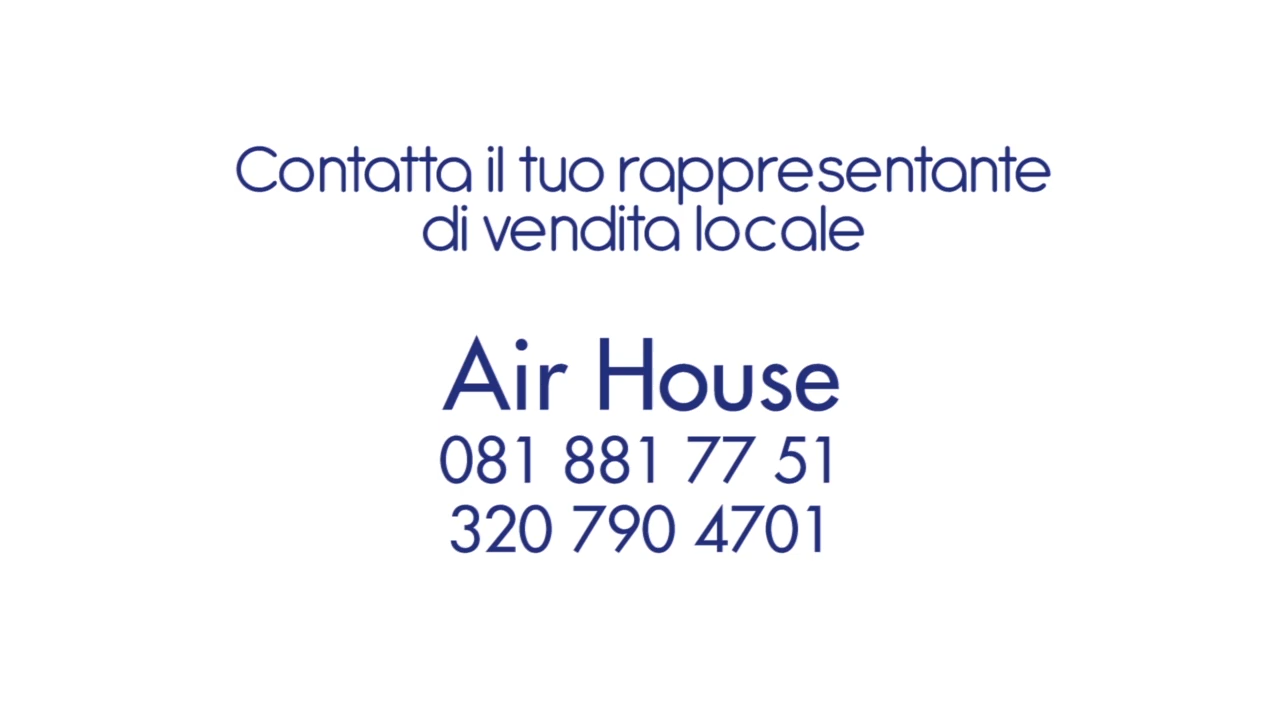 Contatta il tuo rappresentante
di vendita locale
Air House
081 881 77 51
320 790 4701